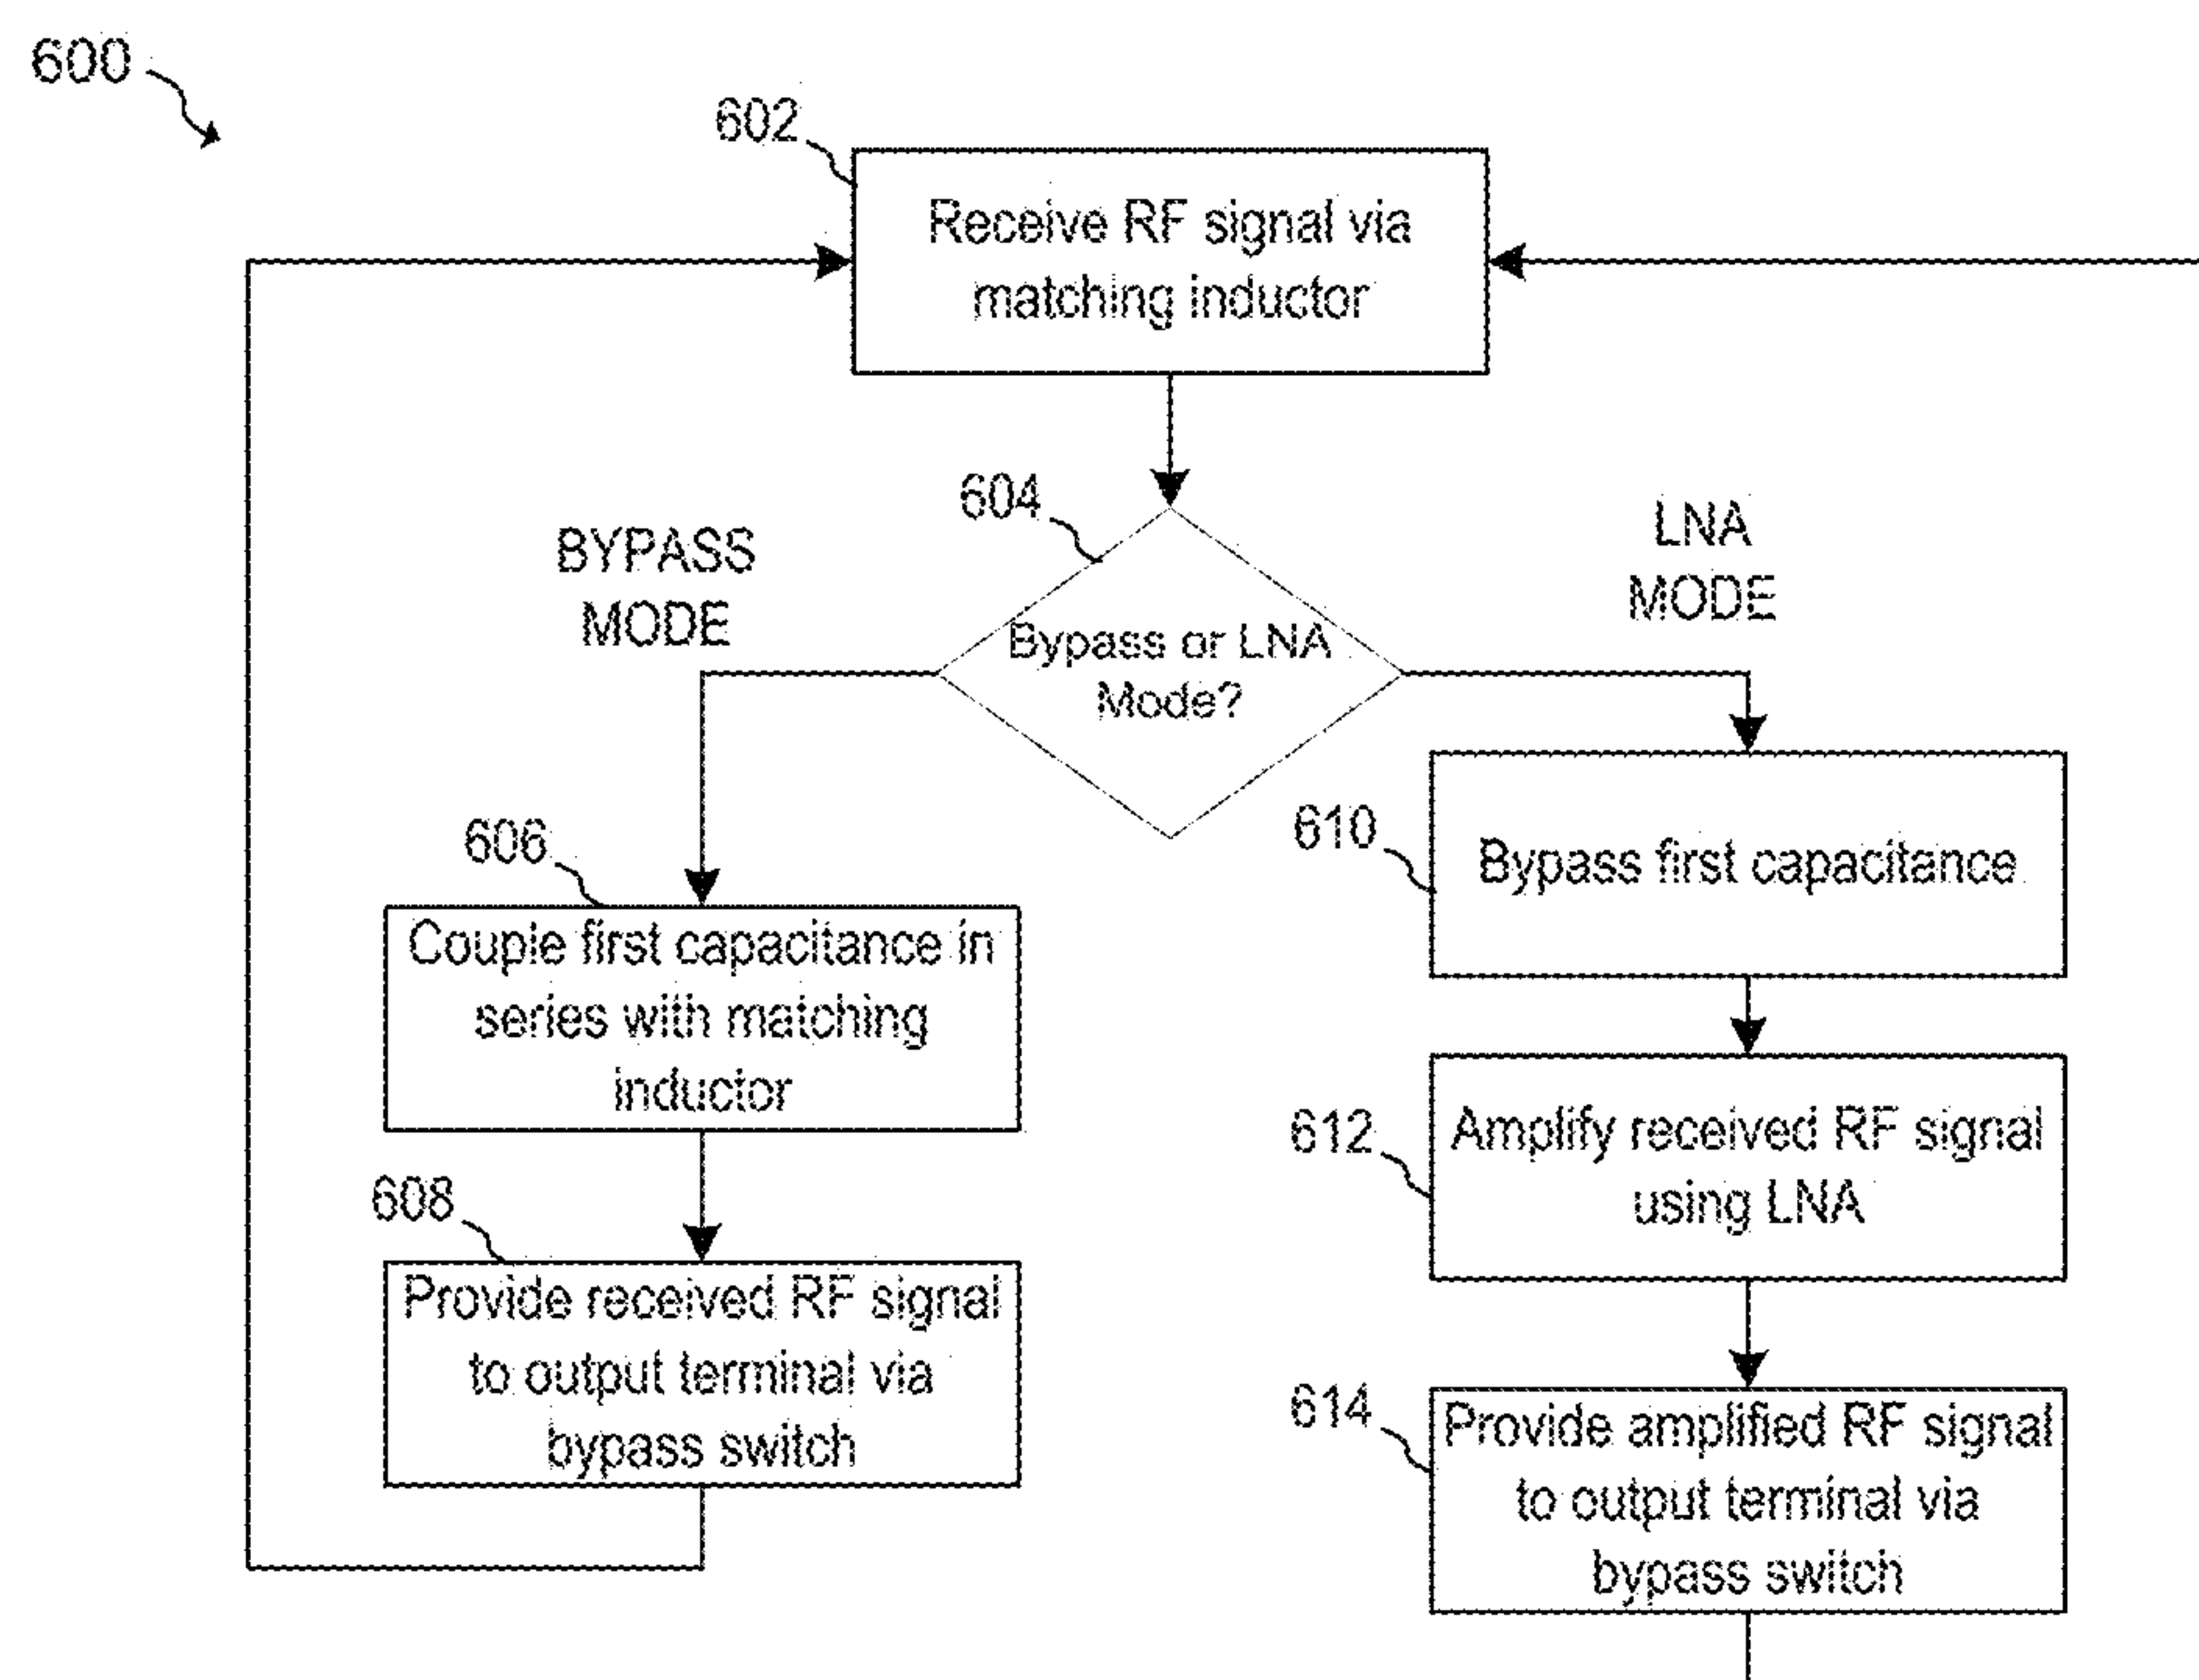 600
602
Receive RF signal via
matching inductor
604
BYPASS
MODE
LNA
MODE
Bypass or LNA
Mode?
606
Couple first capacitance in
series with matching
inductor
608
Provide received RF signal
to output terminal via
bypass switch
610
Bypass first capacitance
612
Amplify received RF signal
using LNA
614
Provide amplified RF signal
to output terminal via
bypass switch